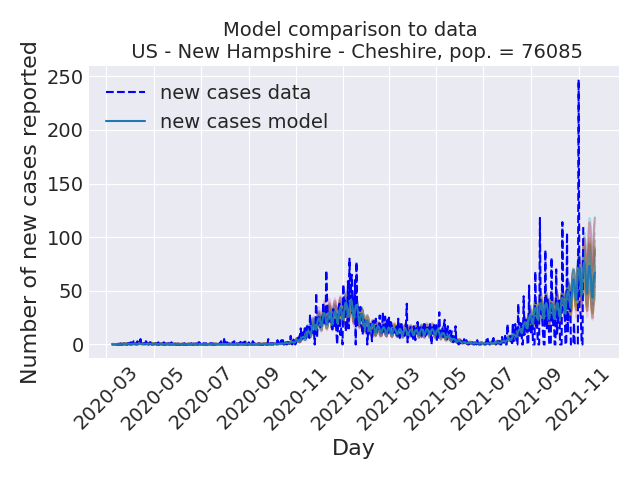 Model comparison to data
US - New Hampshire - Cheshire, pop. = 76085
Number of new cases reported
250
200
150
100
50
0
new cases data
new cases model
2020-03
2020-05
2020-07
2020-09
2020-11
2021-01
2021-03
2021-05
2021-07
2021-09
2021-11
Day